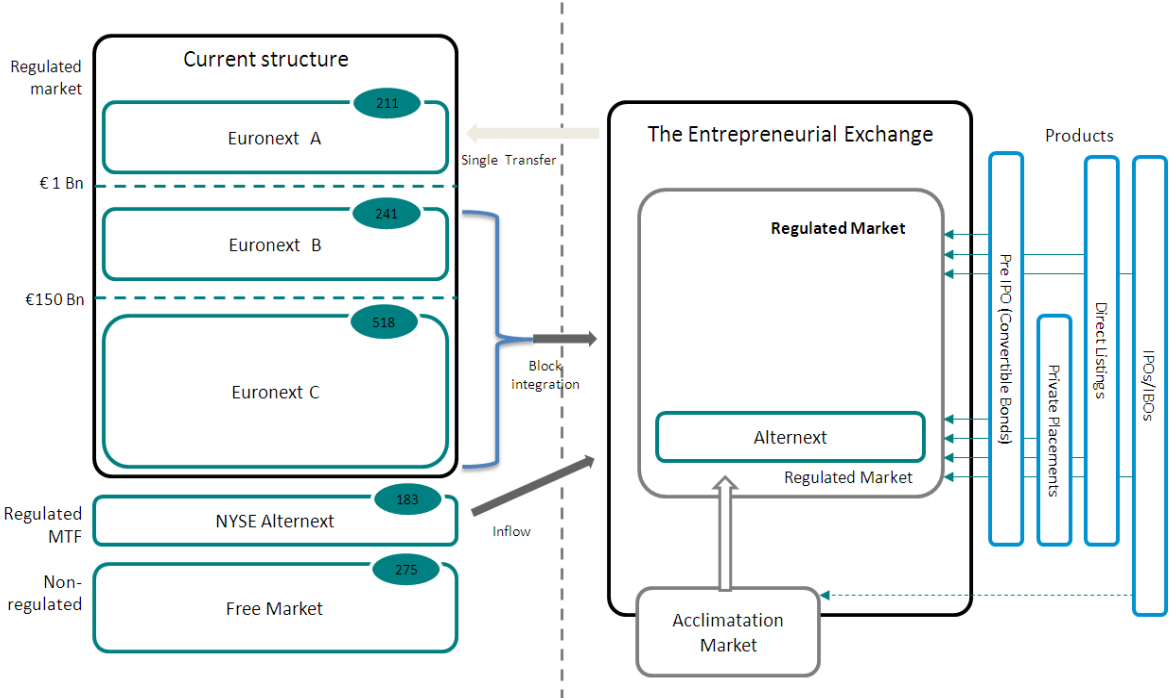 Current structure
Regulated
market
211
Euronext A
€ 1 Bn
241
Euronext B
€150 Bn
518
Euronext C
Regulated
MTF
183
NYSE Alternext
Non-
regulated
275
Free Market
Single Transfer
Block
integration
Inflow
The Entrepreneurial Exchange
Regulated Market
Alternext
Regulated Market
Acclimatation
Market
Products
Pre IPO (Convertible Bonds)
Private Placements
Direct Listings
IPOs/IBOs